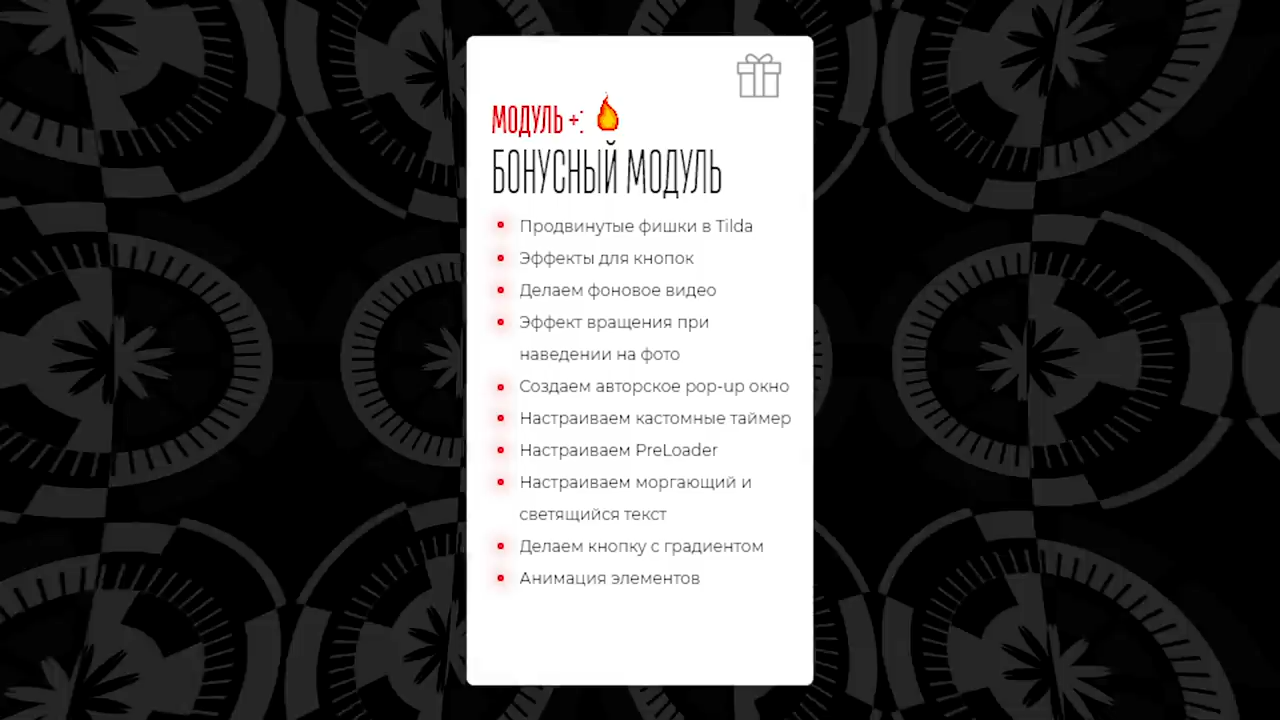 МОДУЛЬ +:
БОНУСНЫЙ МОДУЛЬ
Продвинутые фишки в Tilda
Эффекты для кнопок
Делаем фоновое видео
Эффект вращения при
наведении на фото
Создаем авторское pop-up окно
Настраиваем кастомные таймер
Настраиваем PreLoader
Настраиваем моргающий и
светящийся текст
Делаем кнопку с градиентом
Анимация элементов